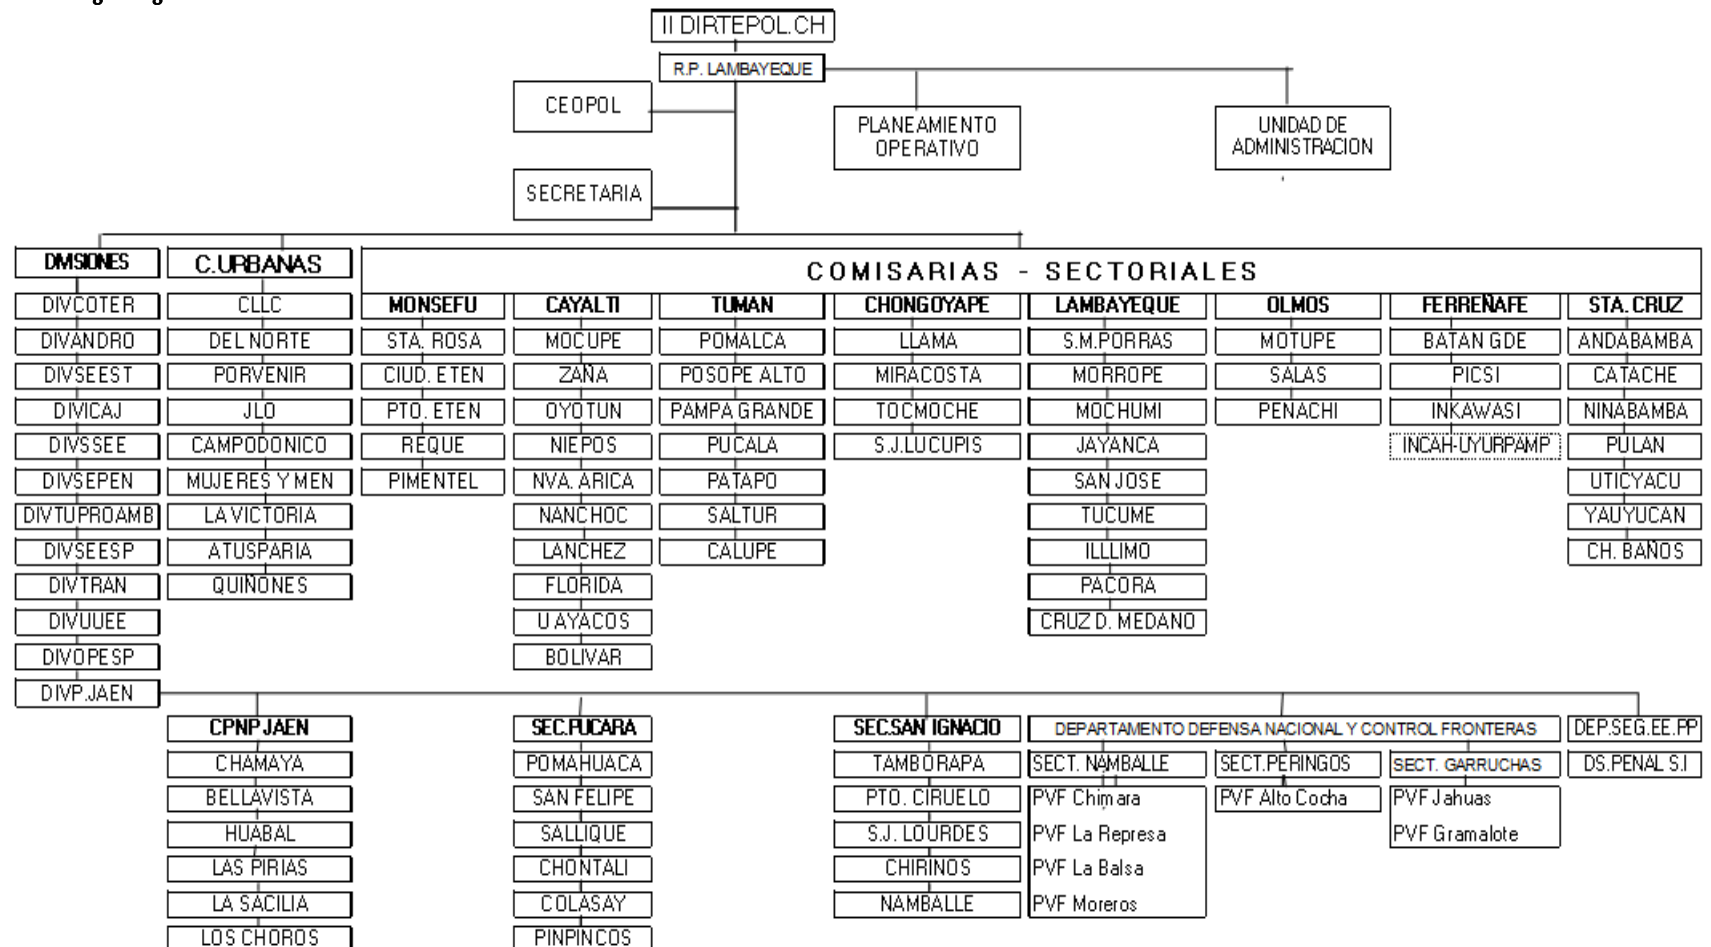 II DIRTEPOL.CH
R.P. LAMBAYEQUE
CEOPOL
PLANEAMIENTO
OPERATIVO
UNIDAD DE
ADMINISTRACION
SECRETARIA
DIVISIONES
DIVCOTER
DIVANDRO
DIVSEEST
DIVICAJ
DIVSSEE
DIVSEPEN
DIVTUPROAMB
DIVSEESP
DIVTRAN
DIVUUEE
DIVOPESP
DIVP.JAEN
C.URBANAS
CLLC
DEL NORTE
PORVENIR
JLO
CAMPODONICO
MUJERES Y MEN
LA VICTORIA
ATUSPARIA
QUIÑONES
COMISARIAS - SECTORIALES
MONSEFU
STA. ROSA
CIUD. ETEN
PTO. ETEN
REQUE
PIMENTEL
CAYALTI
MOCUPE
ZAÑA
OYOTUN
NIEPOS
NVA. ARICA
NANCHOC
LANCHEZ
FLORIDA
U AYACOS
BOLIVAR
TUMAN
POMALCA
POSOPE ALTO
PAMPA GRANDE
PUCALA
PATAPO
SALTUR
CALUPE
CHONGOYAPE
LLAMA
MIRACOSTA
TOCMOCHE
S.J.LUCUPIS
LAMBAYEQUE
S.M.PORRAS
MORROPE
MOCHUMI
JAYANCA
SAN JOSE
TUCUME
ILLLIMO
PACORA
CRUZ D. MEDANO
OLMOS
MOTUPE
SALAS
PENACHI
FERREÑAFE
BATAN GDE
PICSI
INKAWASI
INCAH-UYURPAMP
STA. CRUZ
ANDABAMBA
CATACHE
NINABAMBA
PULAN
UTICYACU
YAUYUCAN
CH. BAÑOS
CPNP JAEN
CHAMAYA
BELLAVISTA
HUABAL
LAS PIRIAS
LA SACILIA
LOS CHOROS
SEC.PUCARA
POMAHUACA
SAN FELIPE
SALLIQUE
CHONTALI
COLASAY
PINPINCOS
SEC.SAN IGNACIO
TAMBORAPA
PTO. CIRUELO
S.J. LOURDES
CHIRINOS
NAMBALLE
DEPARTAMENTO DEFENSA NACIONAL Y CONTROL FRONTERAS
SECT. NAMBALLE
PVF Chimara
PVF La Represa
PVF La Balsa
PVF Moreros
SECT.PERINGOS
PVF Alto Cocha
SECT. GARRUCHAS
PVF Jahuas
PVF Gramalote
DEP.SEG.EE.PP
DS.PENAL S.I